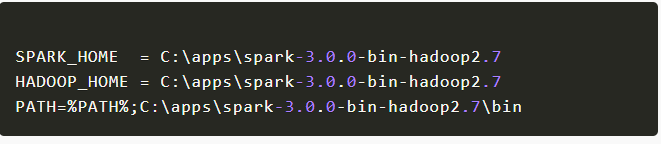 SPARK_HOME  = C:\apps\spark-3.0.0-bin-hadoop2.7
HADOOP_HOME = C:\apps\spark-3.0.0-bin-hadoop2.7
PATH=%PATH%;C:\apps\spark-3.0.0-bin-hadoop2.7\bin